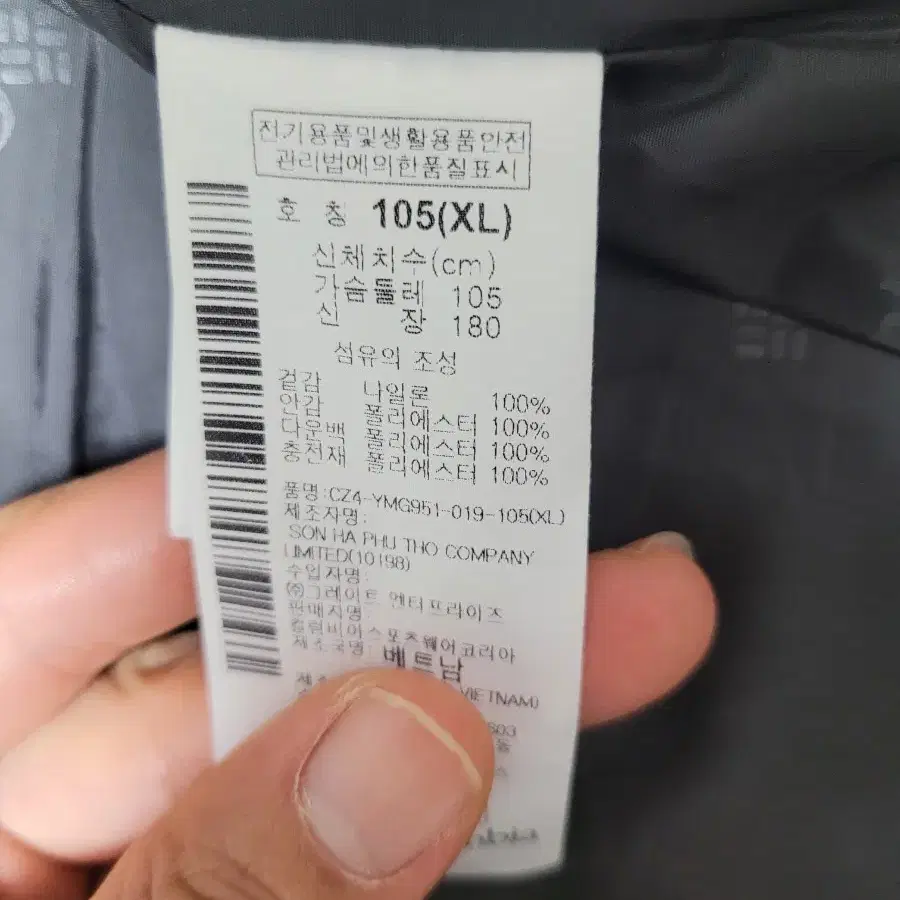 전기용품및생활용품안전
관리법에의한품질표시
호 칭 105(XL)
신체치수(cm)
가슴둘레 105
신 장 180
섬유의 조성
겉감 나일론 100%
안감 폴리에스터 100%
다운백 폴리에스터 100%
충전재 폴리에스터 100%
품명:CZ4-YMG951-019-105(XL)
제조자명:
SON HA PHU THO COMPANY
LIMITED(10198)
수입자명:
㈜그레이트 엔터프라이즈
판매자명:
컬럼비아스포츠웨어코리아
제조국명: 베트남
VIETNAM)